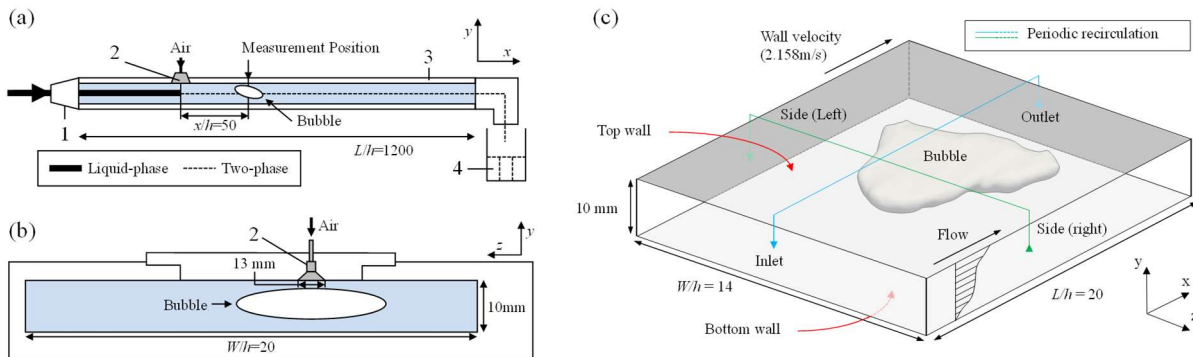 (a)
2
Air
Measurement Position
3
y
x
Bubble
x/h=50
1
L/h=1200
4
Liquid-phase
Two-phase
(b)
2
Air
y
z
13 mm
Bubble
10mm
W/h=20
(c)
Wall velocity
(2.158m/s)
Periodic recirculation
Side (Left)
Outlet
Top wall
Bubble
10 mm
Flow
Side (right)
Inlet
W/h = 14
L/h = 20
Bottom wall
y
x
z